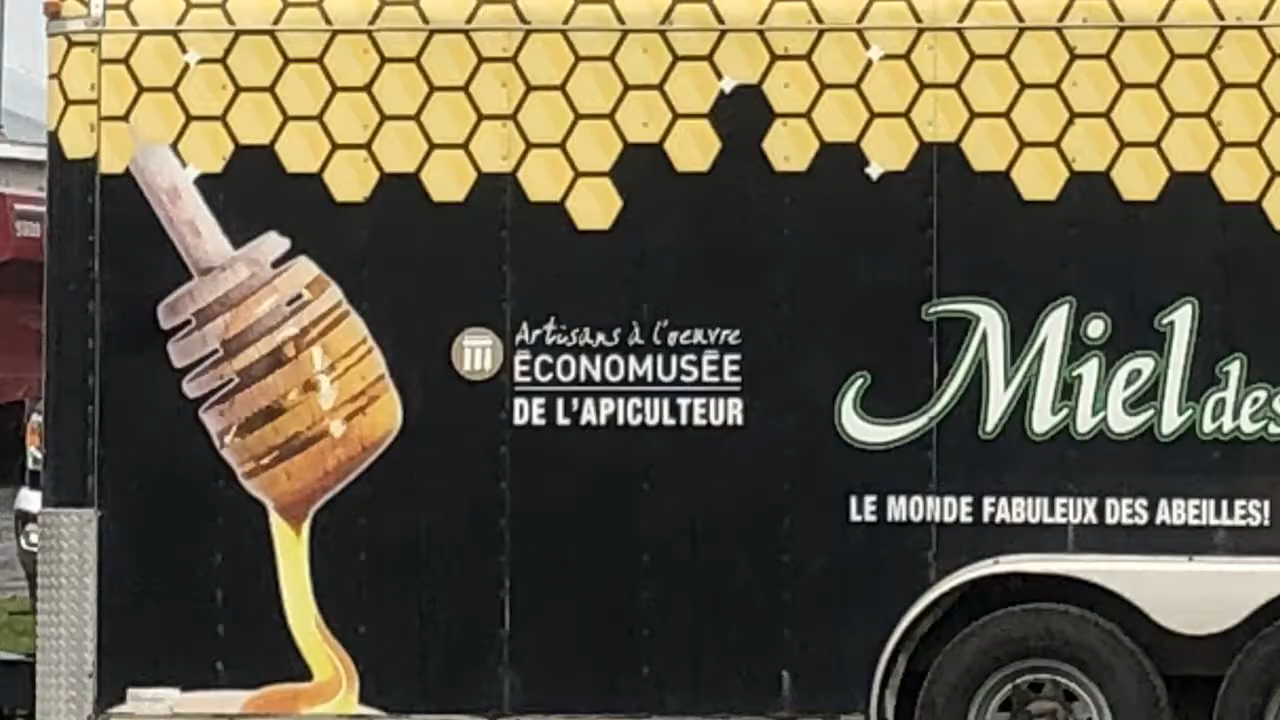 Artisans à l'oeuvre
ÉCONOMUSÉE
DE L'APICULTEUR
Miel des
LE MONDE FABULEUX DES ABEILLES!